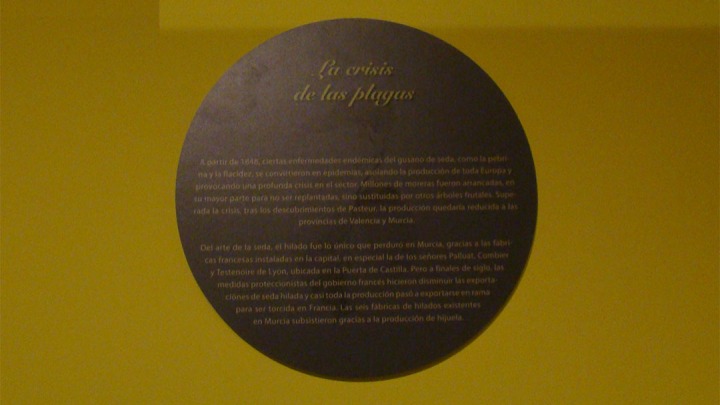 La crisis
de las plagas
A partir de 1848, ciertas enfermedades endémicas del gusano de seda, como la pebri
na y la flacidez, se convirtieron en epidemias, asolando la producción de toda Europa y
provocando una profunda crisis en el sector. Millones de moreras fueron arrancadas, en
su mayor parte para no ser replantadas, sino sustituidas por otros árboles frutales. Supe-
rada la crisis, tras los descubrimientos de Pasteur, la producción quedaría reducida a las
provincias de Valencia y Murcia.
Del arte de la seda, el hilado fue lo único que perduró en Murcia, gracias a las fábri-
cas francesas instaladas en la capital, en especial la de los señores Palluat, Combier
y Testenoire de Lyón, ubicada en la Puerta de Castilla. Pero a finales de siglo, las
medidas proteccionistas del gobierno francés hicieron disminuir las exporta-
ciones de seda hilada y casi toda la producción pasó a exportarse en rama
para ser torcida en Francia. Las seis fábricas de hilados existentes
en Murcia subsistieron gracias a la producción de hijuela.